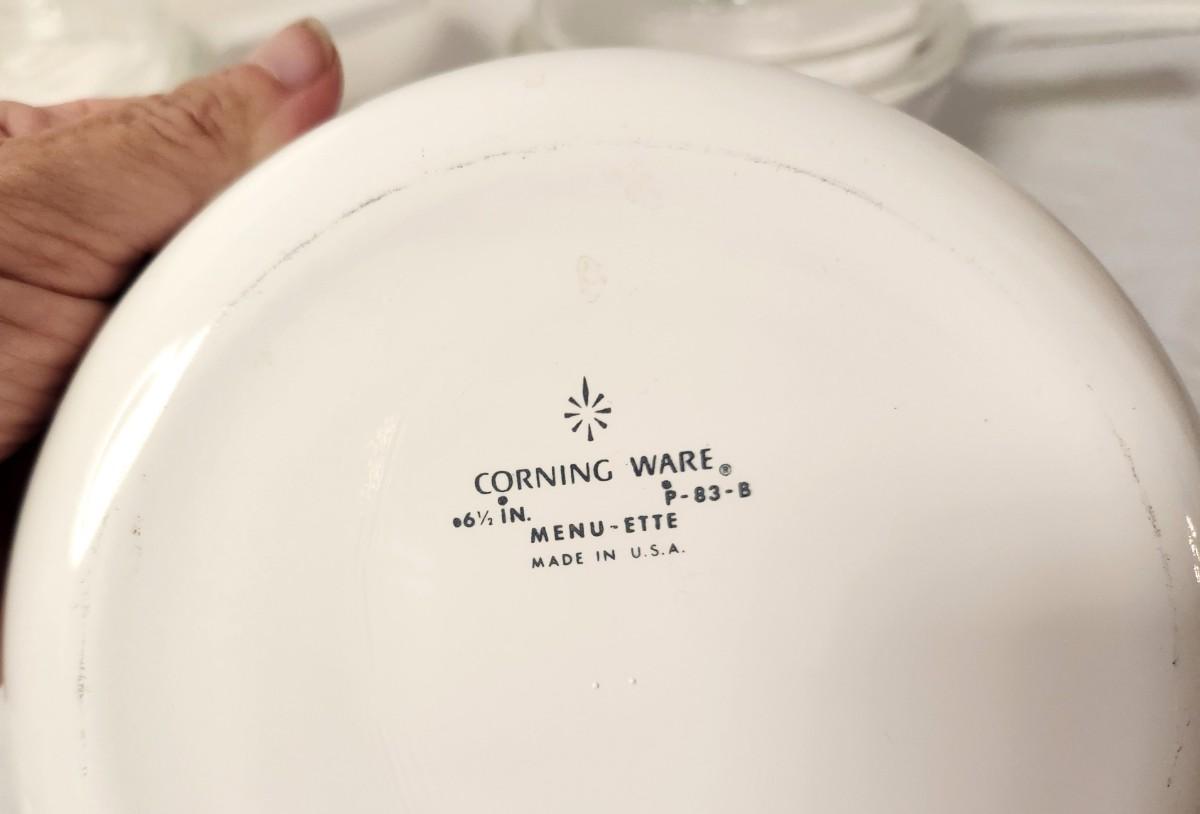 CORNING WARE®
6½ IN. P-83-B
MENU-ETTE
MADE IN U.S.A.